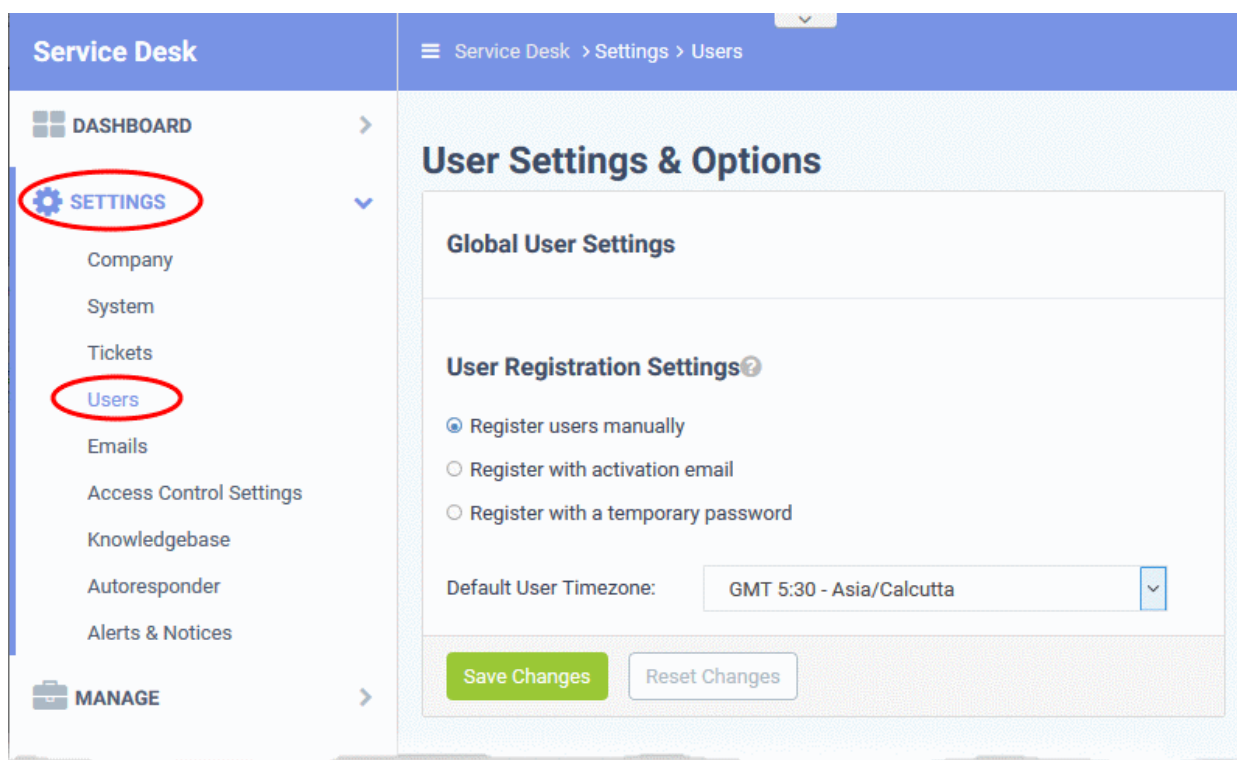 Service Desk
Service Desk > Settings > Users
DASHBOARD
SETTINGS
Company
System
Tickets
Users
Emails
Access Control Settings
Knowledgebase
Autoresponder
Alerts & Notices
MANAGE
User Settings & Options
Global User Settings
User Registration Settings
Register users manually
Register with activation email
Register with a temporary password
Default User Timezone: GMT 5:30 - Asia/Calcutta
Save Changes Reset Changes